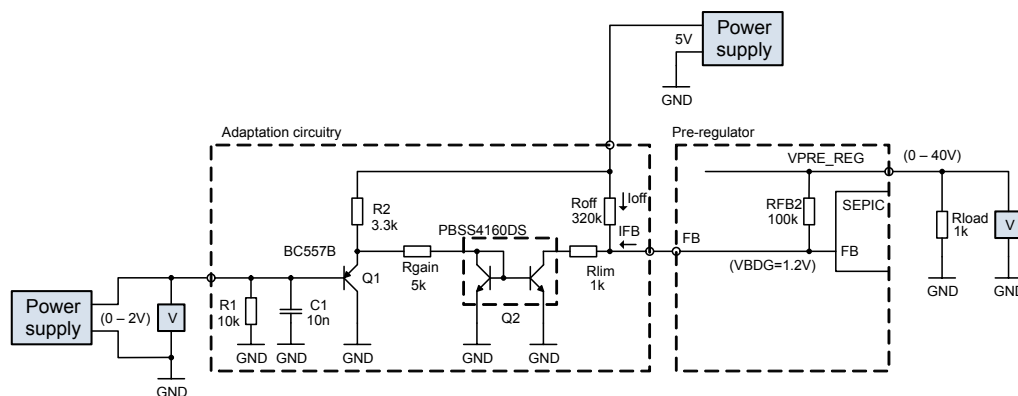 Power
supply
5V
GND
Adaptation circuitry
Pre-regulator
VPRE_REG
(0 – 40V)
R2
3.3k
Roff
320k
Ioff
RFB2
100k
SEPIC
Rload
1k
V
PBSS4160DS
IFB
BC557B
FB
FB
Q1
Rgain
5k
Rlim
1k
(VBDG=1.2V)
GND
GND
Power
supply
(0 – 2V)
V
R1
10k
C1
10n
Q2
GND
GND
GND
GND
GND
GND